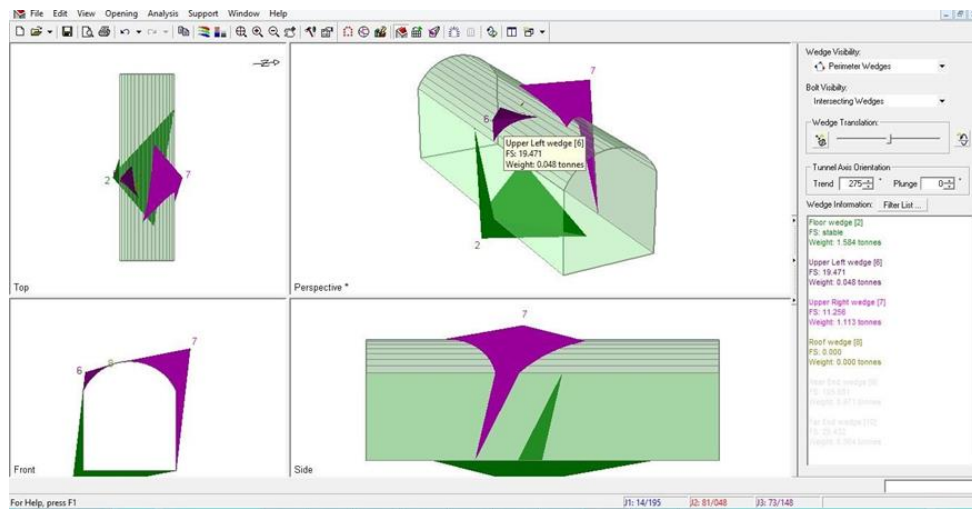 File Edit View Opening Analysis Support Window Help
Wedge Visibility:
Perimeter Wedges
Bolt Visibilty:
Intersecting Wedges
Wedge Translation:
Tunnel Axis Orientation
Trend 275 ° Plunge 0 °
Wedge Information: Filter List ...
Floor wedge [2]
FS: stable
Weight: 1.584 tonnes
Upper Left wedge [6]
FS: 19.471
Weight: 0.048 tonnes
Upper Right wedge [7]
FS: 11.256
Weight: 1.113 tonnes
Roof wedge [8]
FS: 0.000
Weight: 0.000 tonnes
2
7
Top
7
6
Upper Left wedge [6]
FS: 19.471
Weight: 0.048 tonnes
2
Perspective *
7
6
8
Front
7
Side
For Help, press F1
J1: 14/195
J2: 81/048
J3: 73/148